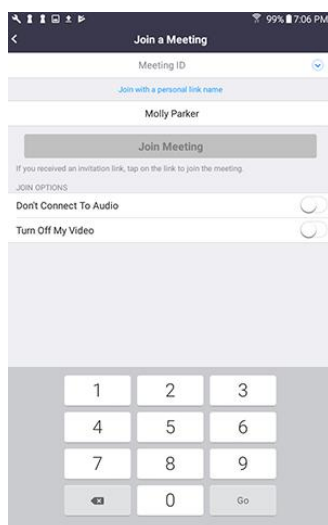 99% 7:06 PM
Join a Meeting
Meeting ID
Join with a personal link name
Molly Parker
Join Meeting
If you received an invitation link, tap on the link to join the meeting.
JOIN OPTIONS
Don't Connect To Audio
Turn Off My Video
1 2 3
4 5 6
7 8 9
0 Go